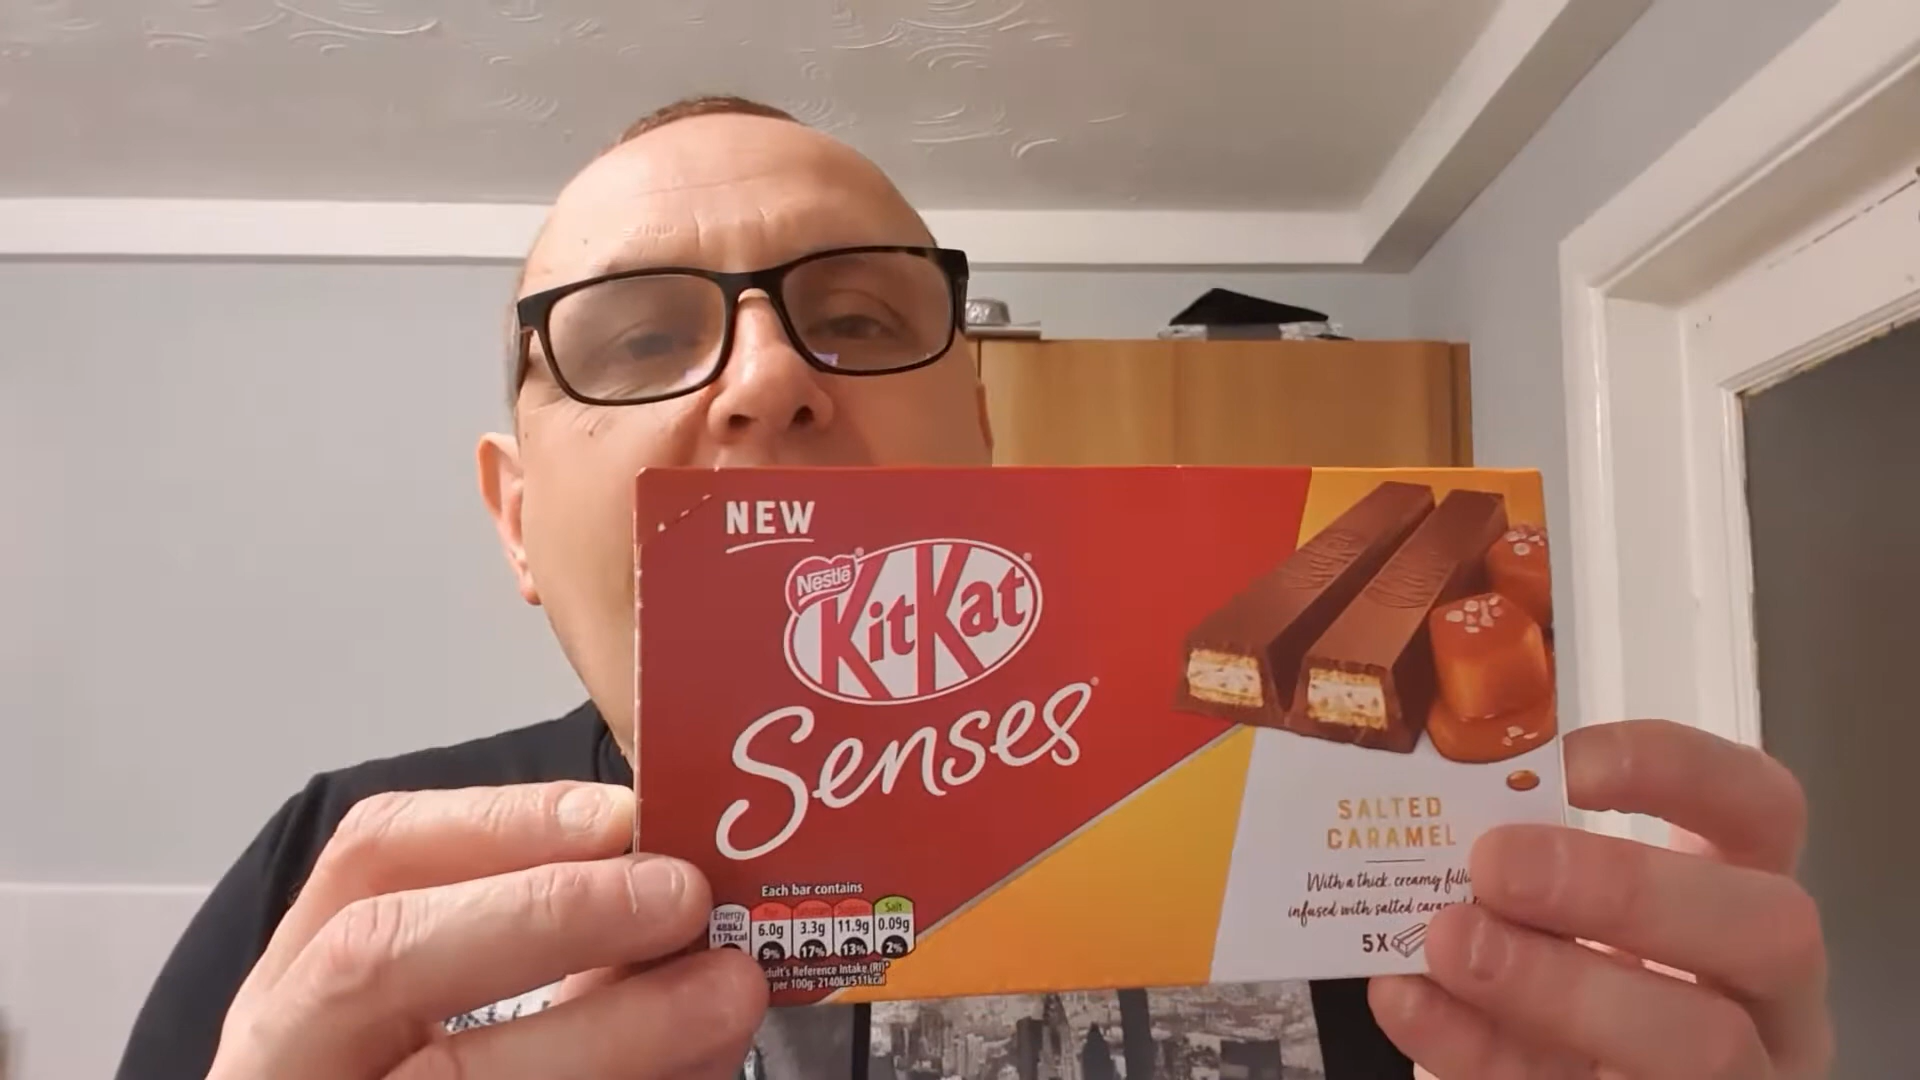 NEW
Nestlé
KitKat
Senses
SALTED
CARAMEL
With a thick, creamy
infused with salted
5X
Each bar contains
Energy
488kJ
117kcal
Salt
6.0g
3.3g
11.9g
0.09g
9%
17%
13%
2%
Reference Intake (RI)*
per 100g: 2140kJ/511kcal